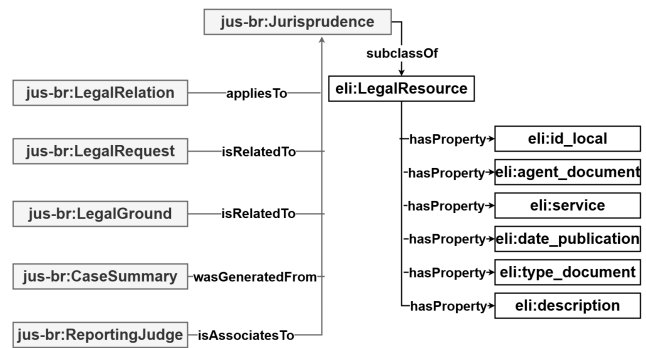 jus-br:Jurisprudence
subclassOf
eli:LegalResource
jus-br:LegalRelation
appliesTo
jus-br:LegalRequest
isRelatedTo
jus-br:LegalGround
isRelatedTo
jus-br:CaseSummary
wasGeneratedFrom
jus-br:ReportingJudge
isAssociatesTo
hasProperty
eli:id_local
hasProperty
eli:agent_document
hasProperty
eli:service
hasProperty
eli:date_publication
hasProperty
eli:type_document
hasProperty
eli:description